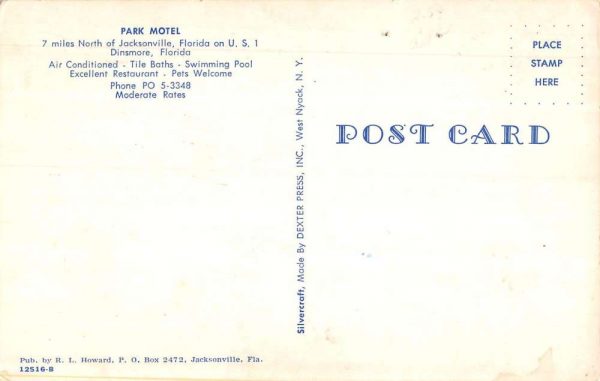 PARK MOTEL
7 miles North of Jacksonville, Florida on U. S. 1
Dinsmore, Florida
Air Conditioned - Tile Baths - Swimming Pool
Excellent Restaurant - Pets Welcome
Phone PO 5-3348
Moderate Rates
Pub. by R. L. Howard, P. O. Box 2472, Jacksonville, Fla.
12516-B
Silvercraft, Made By DEXTER PRESS, INC., West Nyack, N. Y.
PLACE
STAMP
HERE
POST CARD